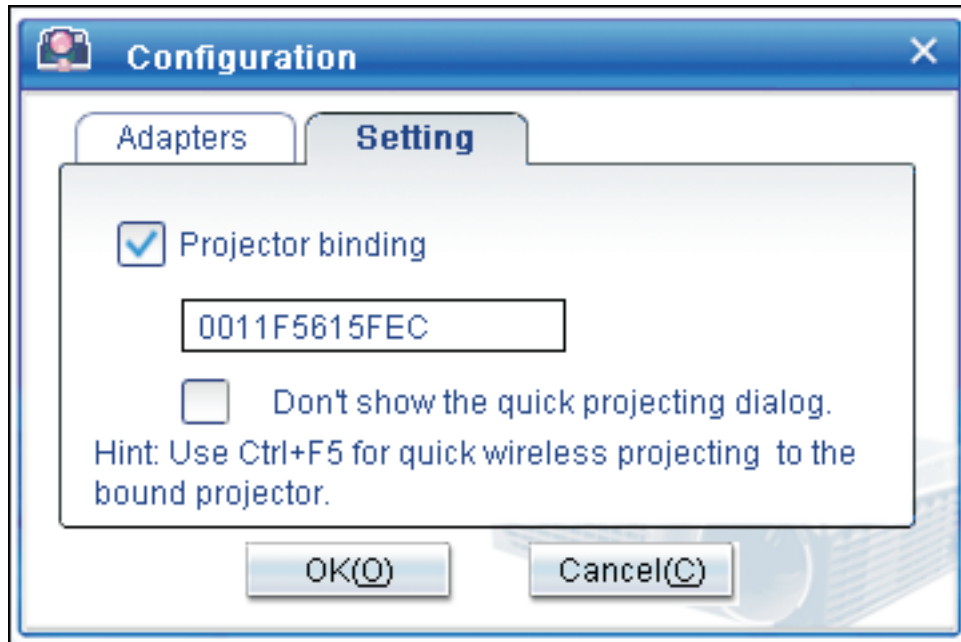 Configuration
Adapters
Setting
Projector binding
0011F5615FEC
Don't show the quick projecting dialog.
Hint: Use Ctrl+F5 for quick wireless projecting to the
bound projector.
OK(O)
Cancel(C)